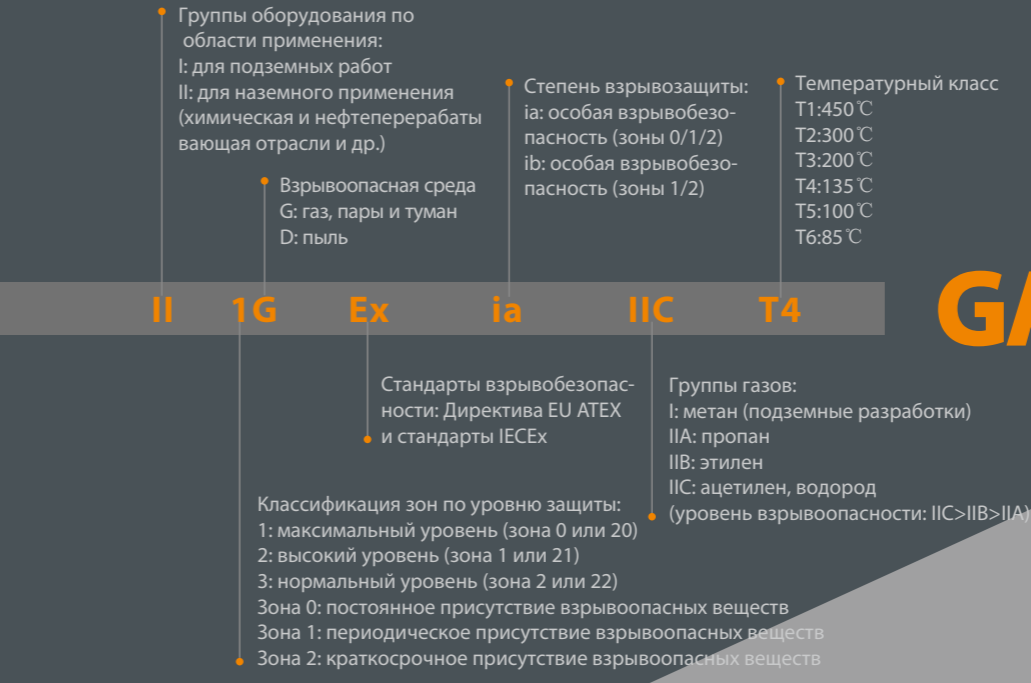 Группы оборудования по
области применения:
I: для подземных работ
II: для наземного применения
(химическая и нефтеперерабаты
вающая отрасли и др.)
Взрывоопасная среда
G: газ, пары и туман
D: пыль
Степень взрывозащиты:
ia: особая взрывобезо-
пасность (зоны 0/1/2)
ib: особая взрывобезо-
пасность (зоны 1/2)
Температурный класс
T1:450℃
T2:300℃
T3:200℃
T4:135℃
T5:100℃
T6:85℃
II 1G Ex ia IIC T4
Стандарты взрывобезопас-
ности: Директива EU ATEX
и стандарты IECEx
Группы газов:
I: метан (подземные разработки)
IIA: пропан
IIB: этилен
IIC: ацетилен, водород
(уровень взрывоопасности: IIC>IIB>IIA)
Классификация зон по уровню защиты:
1: максимальный уровень (зона 0 или 20)
2: высокий уровень (зона 1 или 21)
3: нормальный уровень (зона 2 или 22)
Зона 0: постоянное присутствие взрывоопасных веществ
Зона 1: периодическое присутствие взрывоопасных веществ
Зона 2: краткосрочное присутствие взрывоопасных веществ